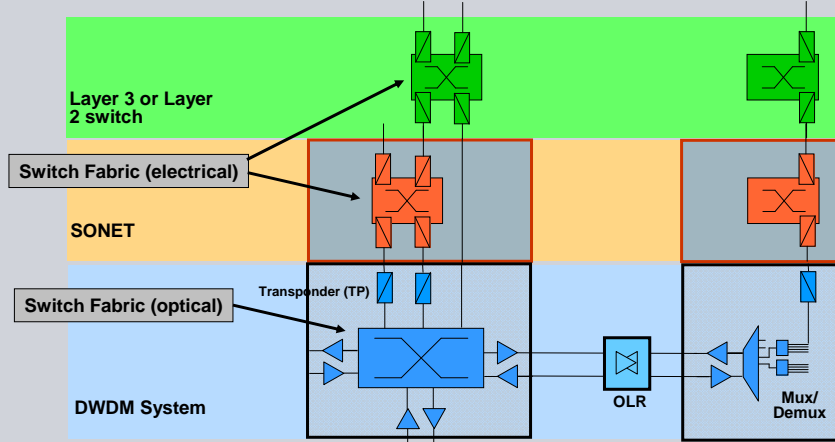 Layer 3 or Layer
2 switch
Switch Fabric (electrical)
SONET
Transponder (TP)
Switch Fabric (optical)
OLR
Mux/
Demux
DWDM System